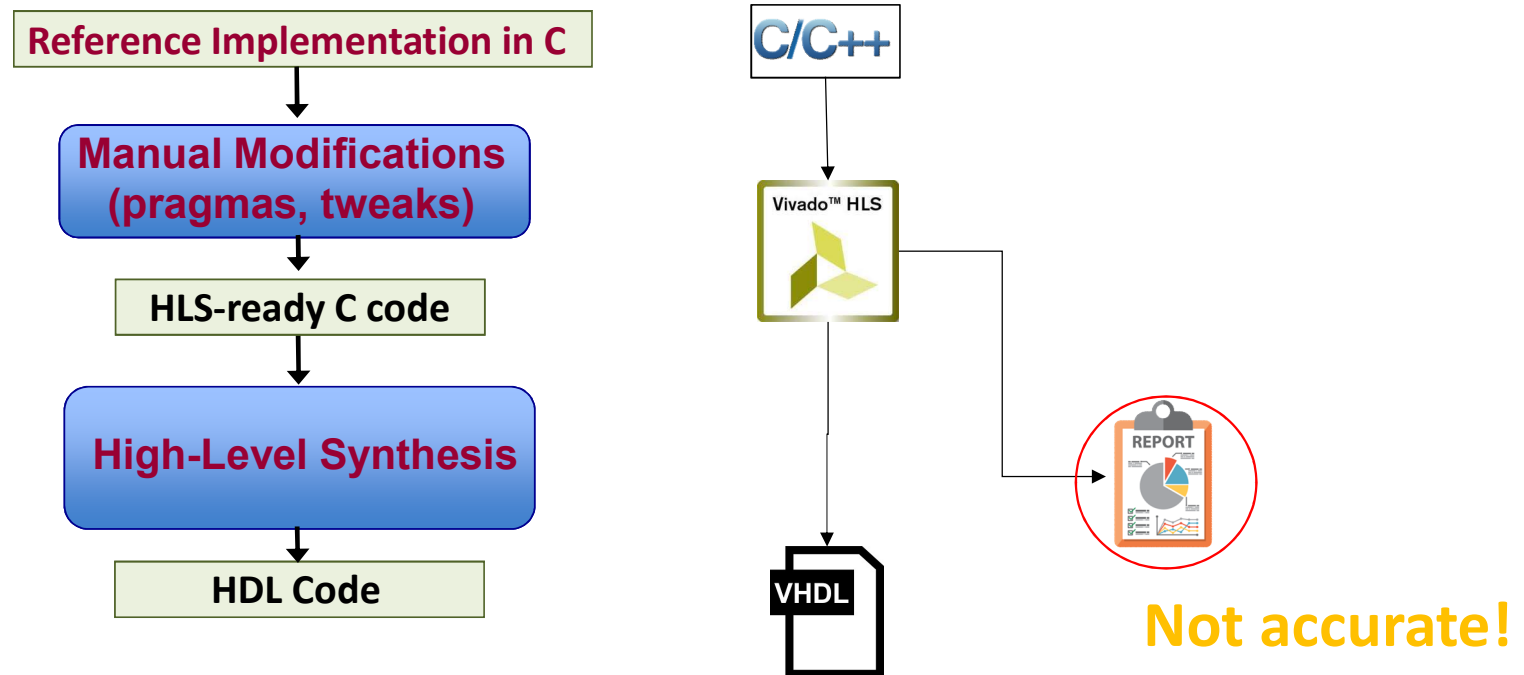 Reference Implementation in C
Manual Modifications
(pragmas, tweaks)
HLS-ready C code
High-Level Synthesis
HDL Code
C/C++
Vivado™ HLS
REPORT
VHDL
Not accurate!